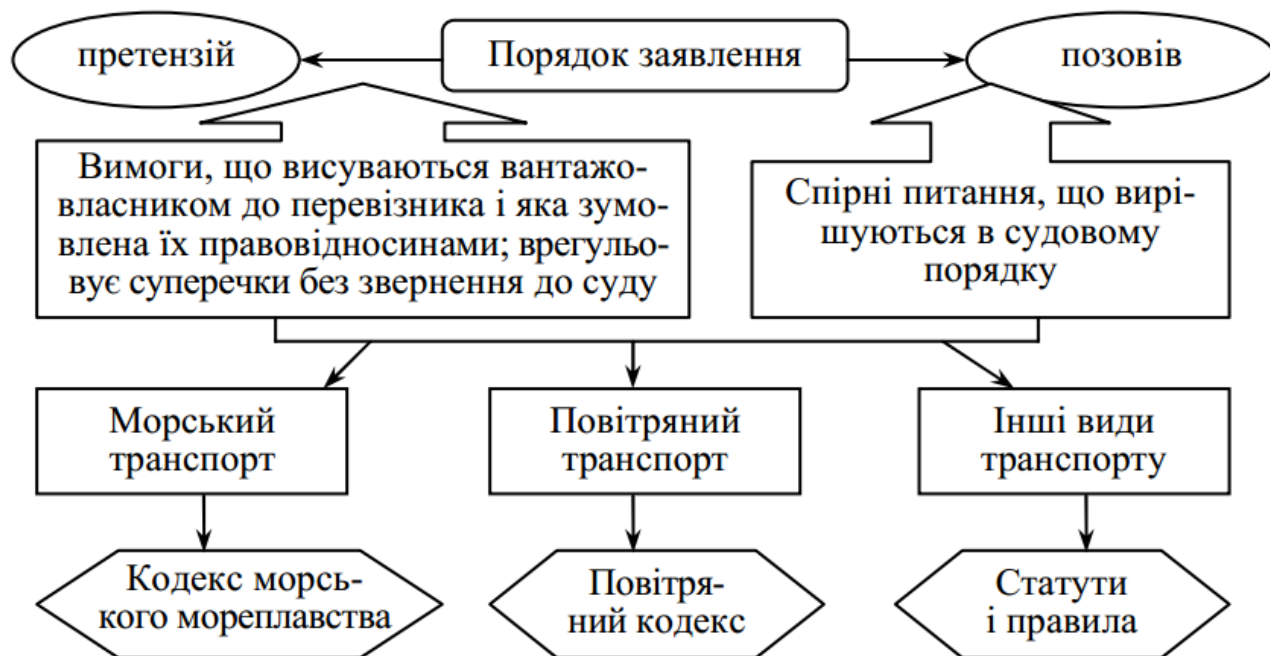 претензій
Порядок заявлення
позовів
Вимоги, що висуваються вантажо-
власником до перевізника і яка зумо-
влена їх правовідносинами; врегульо-
вує суперечки без звернення до суду
Спірні питання, що вирі-
шуються в судовому
порядку
Морський
транспорт
Повітряний
транспорт
Інші види
транспорту
Кодекс морсь-
кого мореплавства
Повітря-
ний кодекс
Статути
і правила